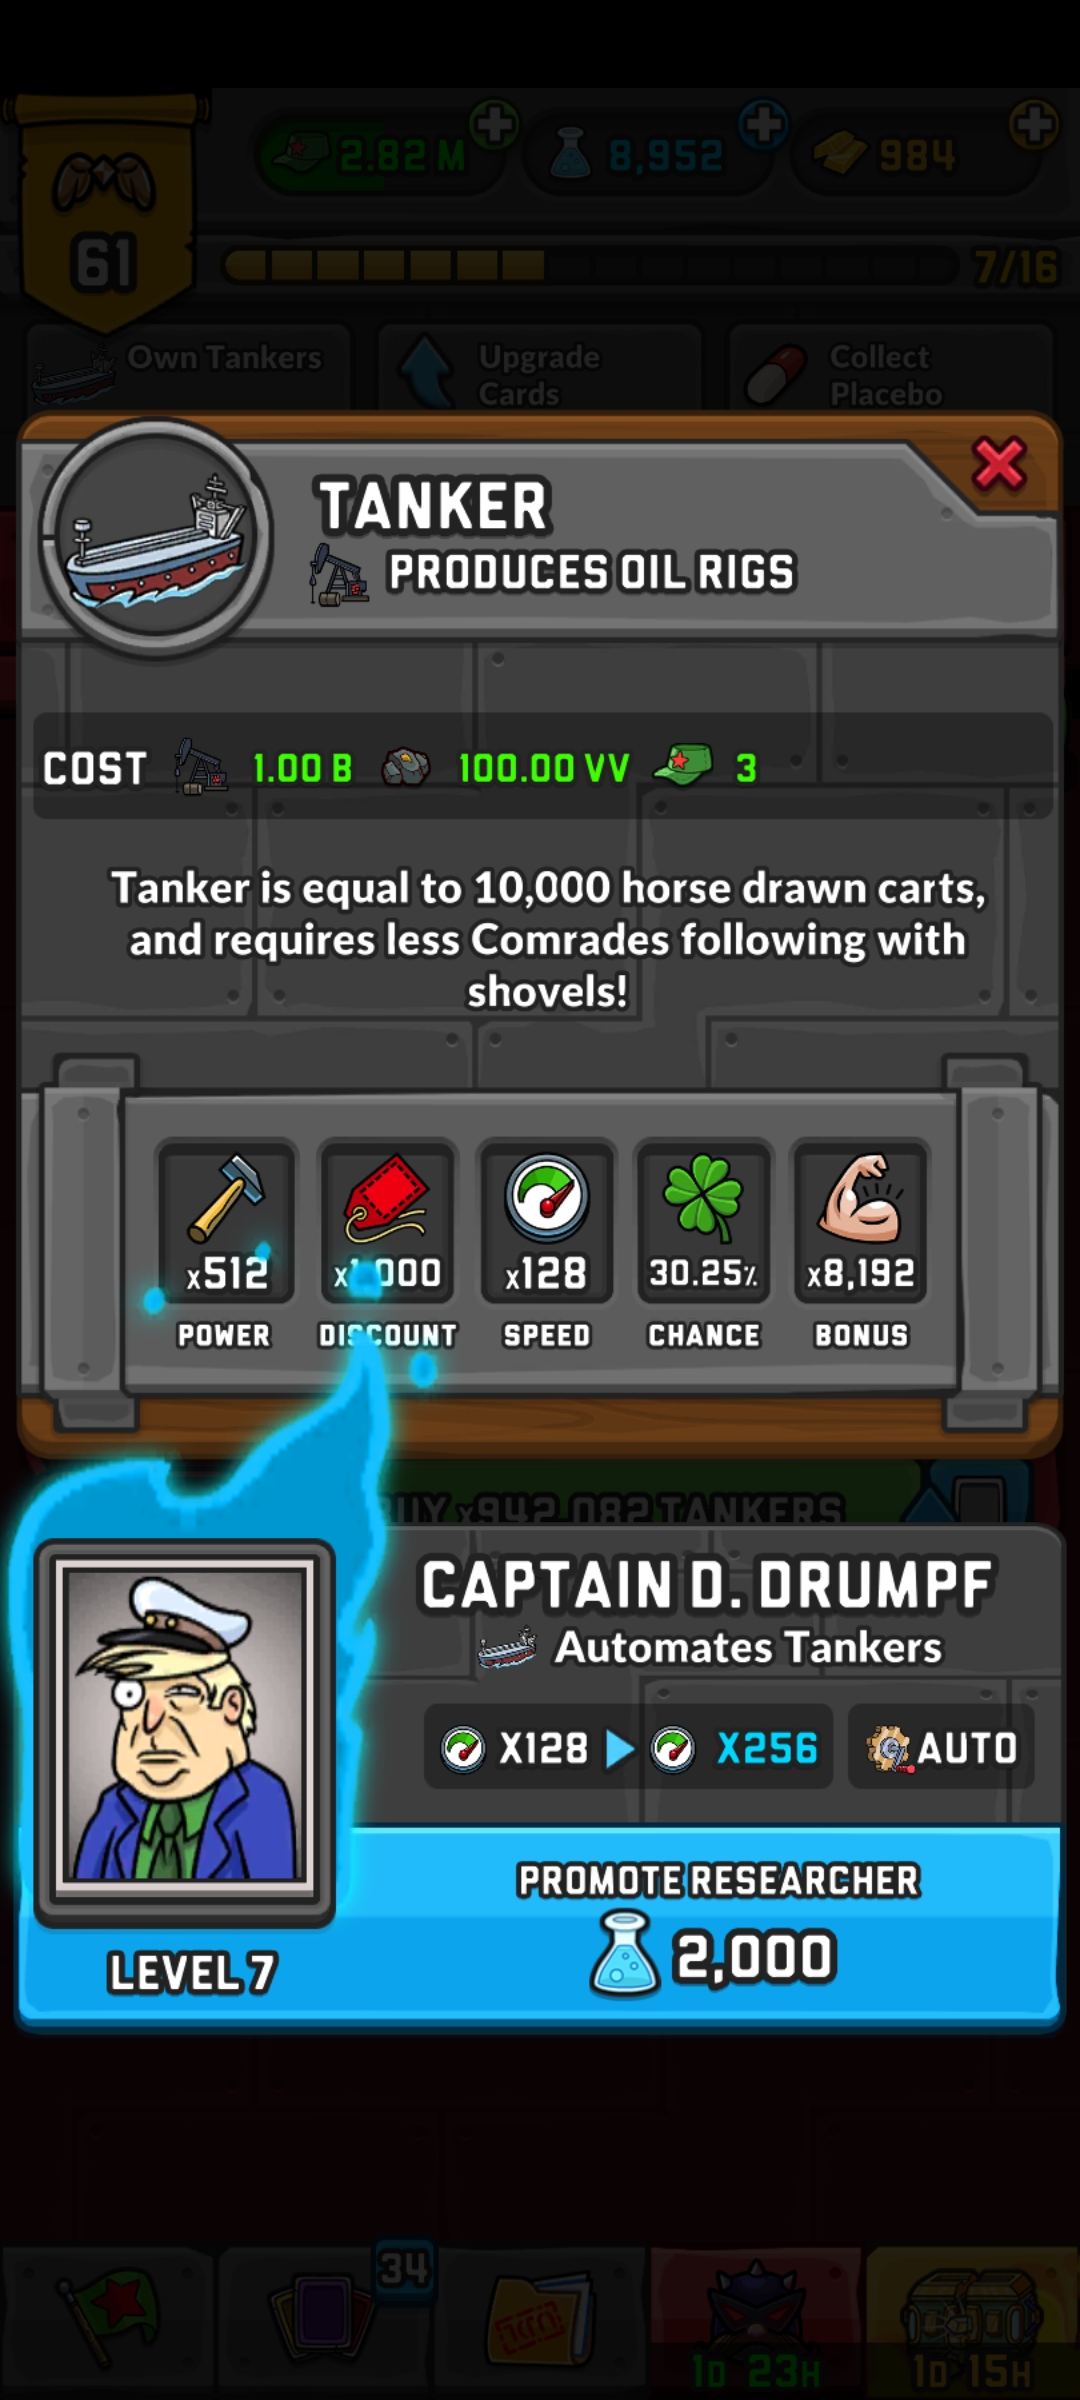 2.82 M
8,952
984
61
7/16
Own Tankers
Upgrade
Cards
Collect
Placebo
TANKER
PRODUCES OIL RIGS
COST 1.00 B 100.00 VV 3
Tanker is equal to 10,000 horse drawn carts,
and requires less Comrades following with
shovels!
x512
x1,000
x128
30.25%
x8,192
POWER
DISCOUNT
SPEED
CHANCE
BONUS
BUY x942,082 TANKERS
CAPTAIN D. DRUMPF
Automates Tankers
X128 X256 AUTO
PROMOTE RESEARCHER
2,000
LEVEL 7
34
1D 23H
1D 15H